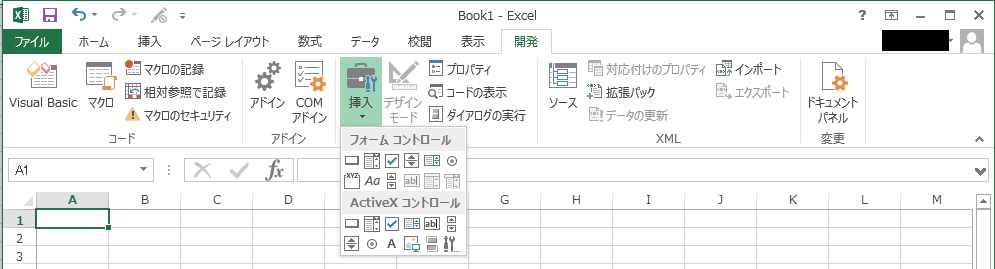 Book1 - Excel
ファイル ホーム 挿入 ページ レイアウト 数式 データ 校閲 表示 開発
Visual Basic
マクロ
マクロの記録
相対参照で記録
マクロのセキュリティ
コード
アドイン
COM
アドイン
アドイン
挿入
デザイン
モード
プロパティ
コードの表示
ダイアログの実行
ソース
対応付けのプロパティ
拡張パック
データの更新
インポート
エクスポート
XML
ドキュメント
パネル
変更
フォーム コントロール
XYZ Aa ab
ActiveX コントロール
abl
A
A1
fx
A B C D G H I J K L M
1
2
3